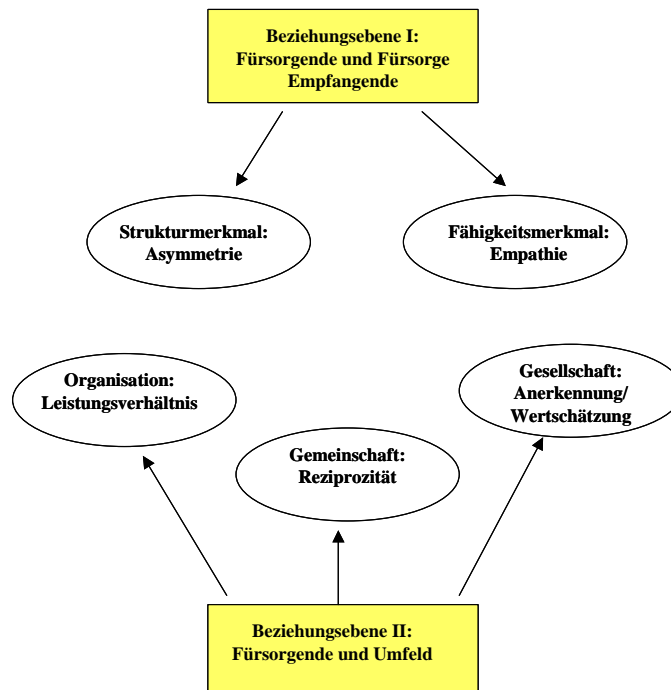 Beziehungsebene I:
Fürsorgende und Fürsorge
Empfangende
Strukturmerkmal:
Asymmetrie
Fähigkeitsmerkmal:
Empathie
Organisation:
Leistungsverhältnis
Gesellschaft:
Anerkennung/
Wertschätzung
Gemeinschaft:
Reziprozität
Beziehungsebene II:
Fürsorgende und Umfeld